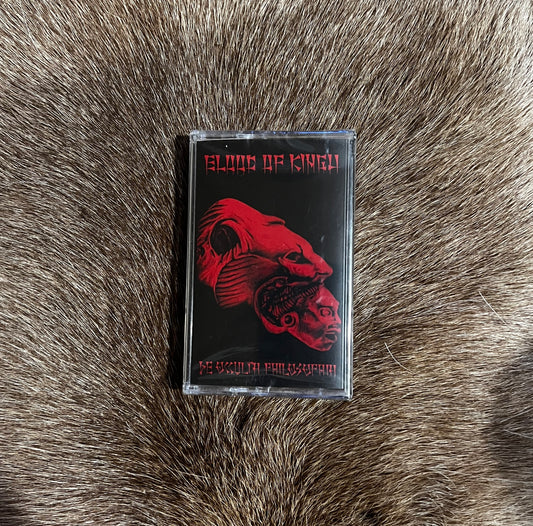 BLOOD OF KINGU
DE OCCULTA PHILOSOPHIA